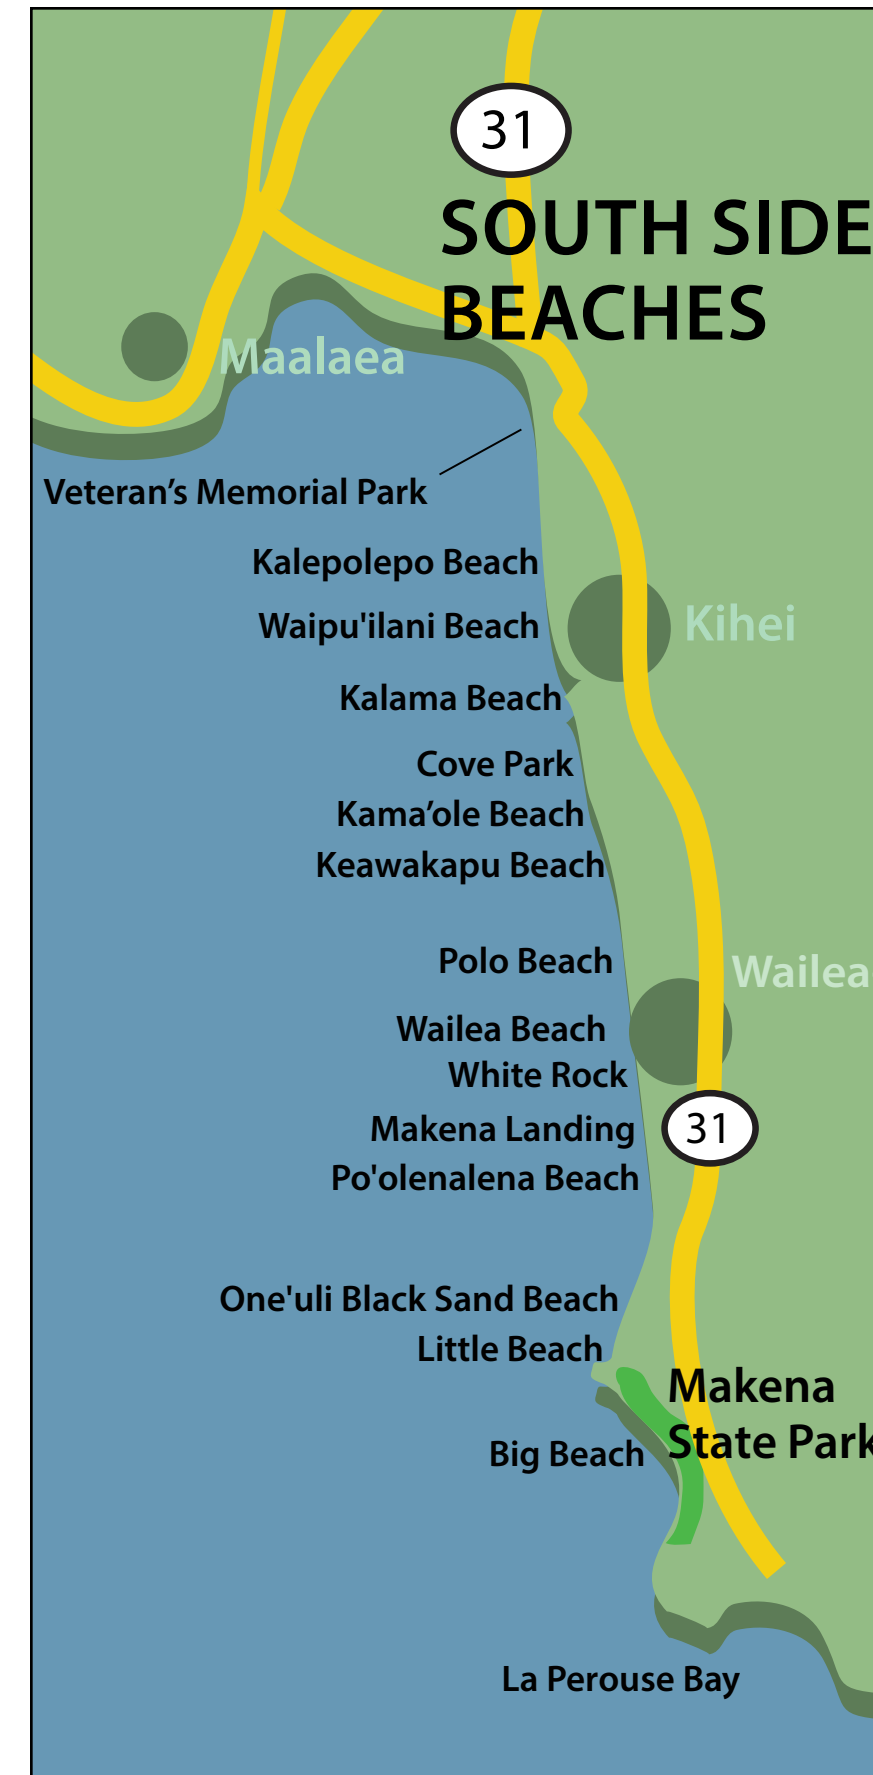 31
SOUTH SIDE
BEACHES
Maalaea
Veteran’s Memorial Park
Kalepolepo Beach
Waipu'ilani Beach
Kihei
Kalama Beach
Cove Park
Kama’ole Beach
Keawakapu Beach
Polo Beach
Wailea
Wailea Beach
White Rock
Makena Landing
31
Po'olenalena Beach
One'uli Black Sand Beach
Little Beach
Makena
State Park
Big Beach
La Perouse Bay